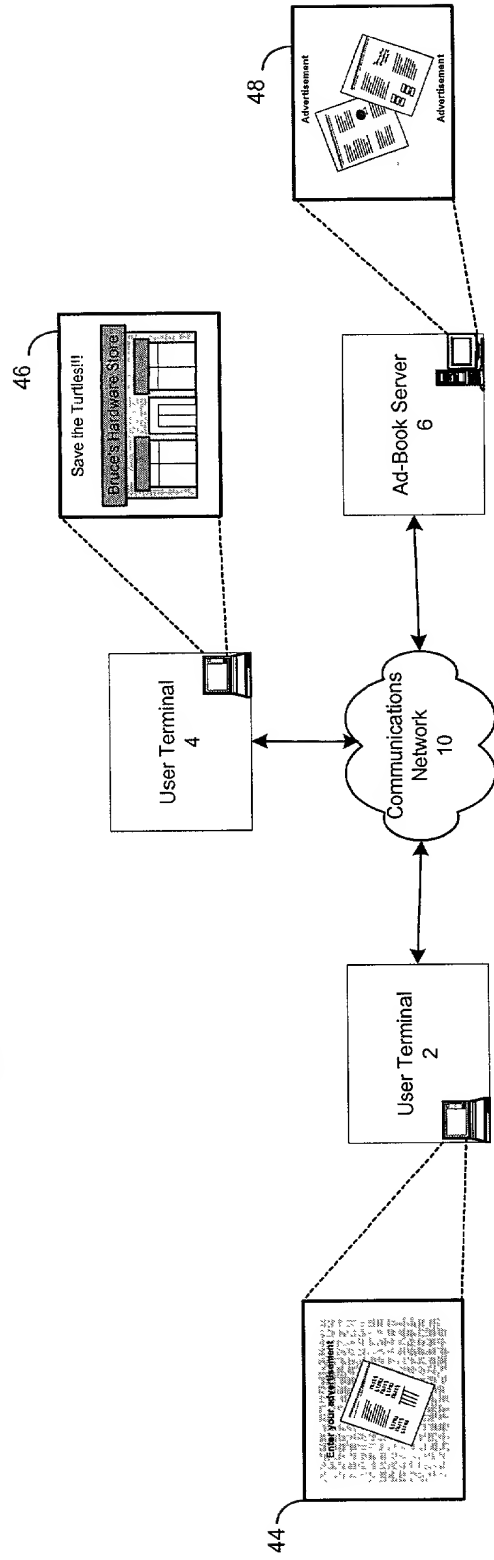 44
Enter your advertisement
User Terminal
2
46
Save the Turtles!!!
Bruce's Hardware Store
User Terminal
4
Communications
Network
10
48
Advertisement
Advertisement
Ad-Book Server
6